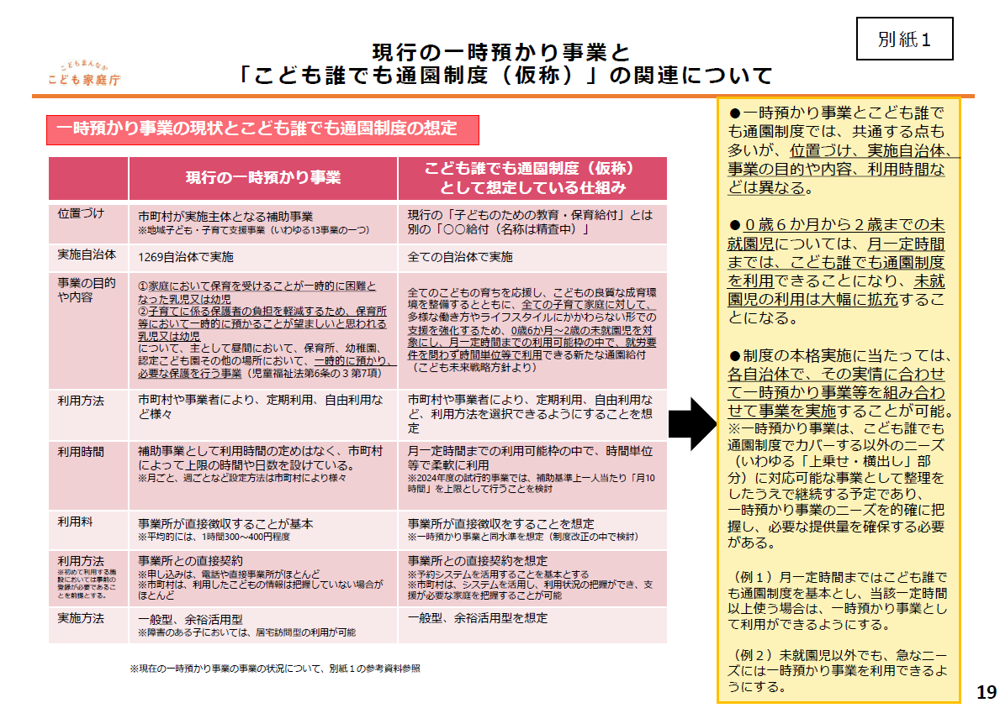 別紙１
現行の一時預かり事業と
「こども誰でも通園制度（仮称）」の関連について
こどもまんなか
こども家庭庁
一時預かり事業の現状とこども誰でも通園制度の想定
現行の一時預かり事業
こども誰でも通園制度（仮称）
として想定している仕組み
位置づけ
市町村が実施主体となる補助事業
※地域子ども・子育て支援事業（いわゆる13事業の一つ）
現行の「子どものための教育・保育給付」とは
別の「〇〇給付（名称は精査中）」
実施自治体
1269自治体で実施
全ての自治体で実施
事業の目的
や内容
①家庭において保育を受けることが一時的に困難と
なった乳児又は幼児
②子育てに係る保護者の負担を軽減するため、保育所
等において一時的に預かることが望ましいと思われる
乳児又は幼児
について、主として昼間において、保育所、幼稚園、
認定こども園その他の場所において、一時的に預かり、
必要な保護を行う事業（児童福祉法第6条の３第7項）
全てのこどもの育ちを応援し、こどもの良質な成育環
境を整備するとともに、全ての子育て家庭に対して、
多様な働き方やライフスタイルにかかわらない形での
支援を強化するため、0歳6か月～2歳の未就園児を対
象にし、月一定時間までの利用可能枠の中で、就労要
件を問わず時間単位等で利用できる新たな通園給付
（こども未来戦略方針より）
利用方法
市町村や事業者により、定期利用、自由利用な
ど様々
市町村や事業者により、定期利用、自由利用な
ど、利用方法を選択できるようにすることを想
定
利用時間
補助事業として利用時間の定めはなく、市町村
によって上限の時間や日数を設けている。
※月ごと、週ごとなど設定方法は市町村により様々
月一定時間までの利用可能枠の中で、時間単位
等で柔軟に利用
※2024年度の試行的事業では、補助基準上一人当たり「月10
時間」を上限として行うことを検討
利用料
事業所が直接徴収することが基本
※平均的には、1時間300～400円程度
事業所が直接徴収をすることを想定
※一時預かり事業と同水準を想定（制度改正の中で検討）
利用方法
※初めて利用する施
設においては事前の
登録が必要であるこ
とを前提とする。
事業所との直接契約
※申し込みは、電話や直接事業所がほとんど
※市町村は、利用したこどもの情報は把握していない場合が
ほとんど
事業所との直接契約を想定
※予約システムを活用することを基本とする
※市町村は、システムを活用し、利用状況の把握ができ、支
援が必要な家庭を把握することが可能
実施方法
一般型、余裕活用型
※障害のある子においては、居宅訪問型の利用が可能
一般型、余裕活用型を想定
※現在の一時預かり事業の事業の状況について、別紙１の参考資料参照
●一時預かり事業とこども誰で
も通園制度では、共通する点も
多いが、位置づけ、実施自治体、
事業の目的や内容、利用時間な
どは異なる。
●０歳６か月から２歳までの未
就園児については、月一定時間
までは、こども誰でも通園制度
を利用できることになり、未就
園児の利用は大幅に拡充するこ
とになる。
●制度の本格実施に当たっては、
各自治体で、その実情に合わせ
て一時預かり事業等を組み合わ
せて事業を実施することが可能。
※一時預かり事業は、こども誰でも
通園制度でカバーする以外のニーズ
（いわゆる「上乗せ・横出し」部
分）に対応可能な事業として整理を
したうえで継続する予定であり、
一時預かり事業のニーズを的確に把
握し、必要な提供量を確保する必要
がある。
（例１）月一定時間まではこども誰で
も通園制度を基本とし、当該一定時間
以上使う場合は、一時預かり事業とし
て利用ができるようにする。
（例２）未就園児以外でも、急なニー
ズには一時預かり事業を利用できるよ
うにする。
19